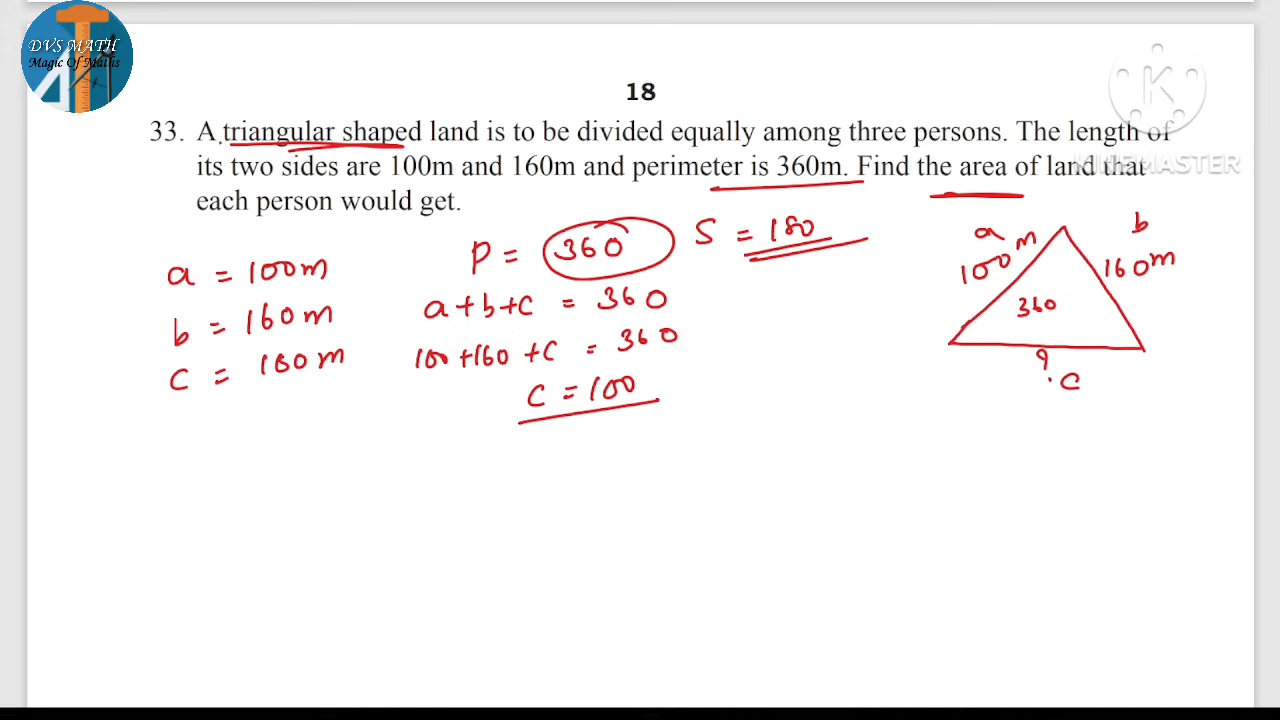 DVS MATH
Magic Of Maths
18
33. A triangular shaped land is to be divided equally among three persons. The length of
its two sides are 100m and 160m and perimeter is 360m. Find the area of land that
each person would get.
KINEMASTER
a = 100m
b = 160m
c = 100m
P = 360
a+b+c = 360
100+160+c = 360
c = 100
S = 180
a
100 m
b
160m
360
?
c